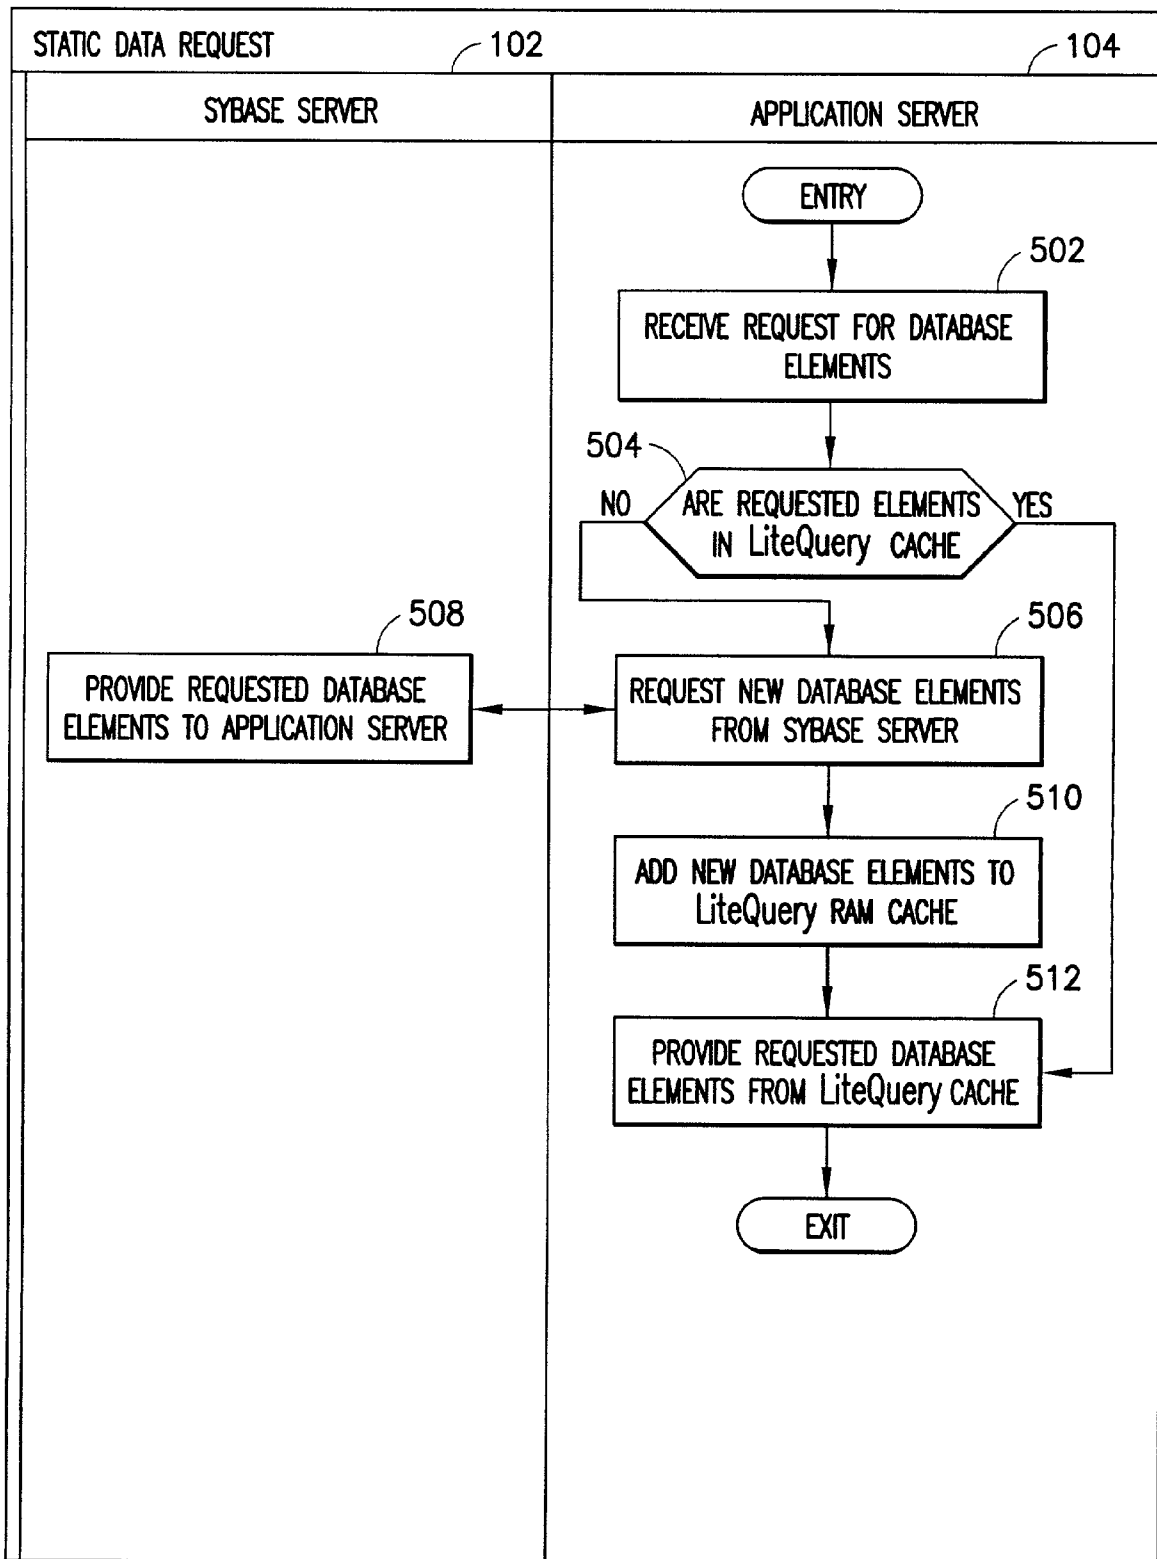 STATIC DATA REQUEST
102
104
SYBASE SERVER
APPLICATION SERVER
ENTRY
502
RECEIVE REQUEST FOR DATABASE
ELEMENTS
504
NO
ARE REQUESTED ELEMENTS
IN LiteQuery CACHE
YES
508
PROVIDE REQUESTED DATABASE
ELEMENTS TO APPLICATION SERVER
506
REQUEST NEW DATABASE ELEMENTS
FROM SYBASE SERVER
510
ADD NEW DATABASE ELEMENTS TO
LiteQuery RAM CACHE
512
PROVIDE REQUESTED DATABASE
ELEMENTS FROM LiteQuery CACHE
EXIT